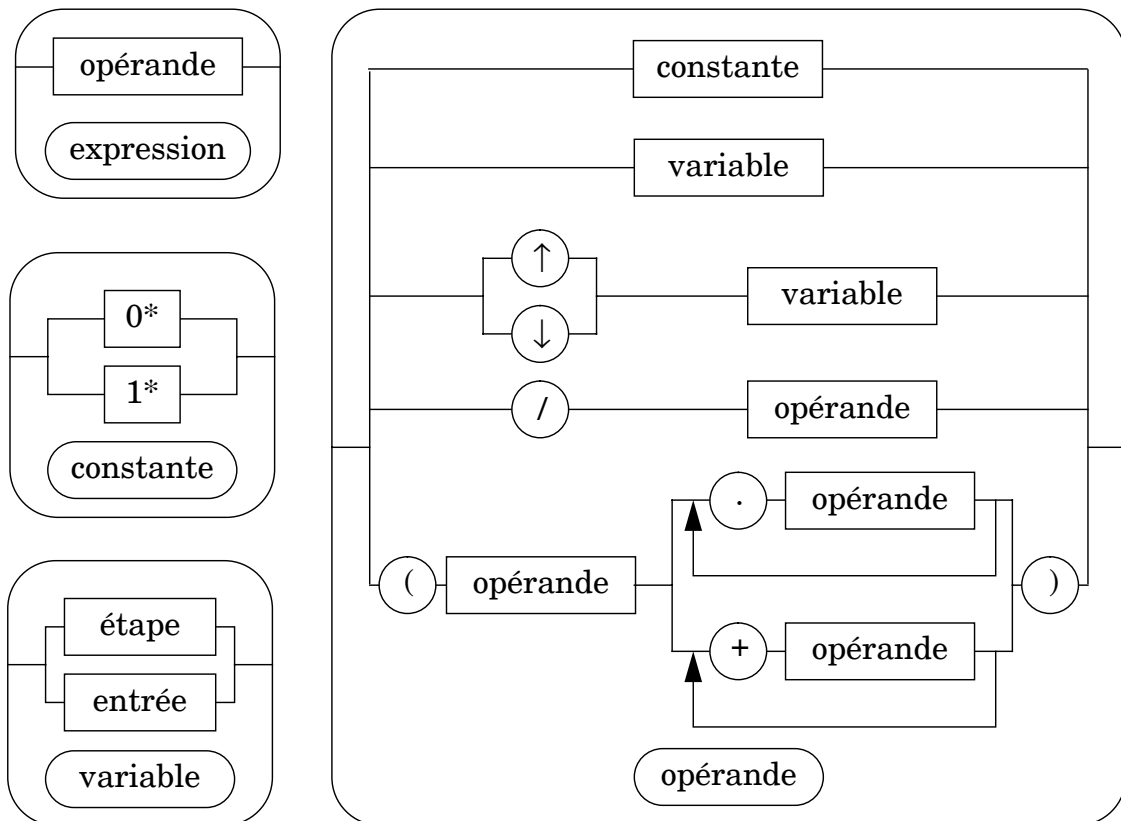 opérande
expression
0*
1*
constante
étape
entrée
variable
constante
variable
↑
↓
variable
/
opérande
(
opérande
.
opérande
+
opérande
)
opérande